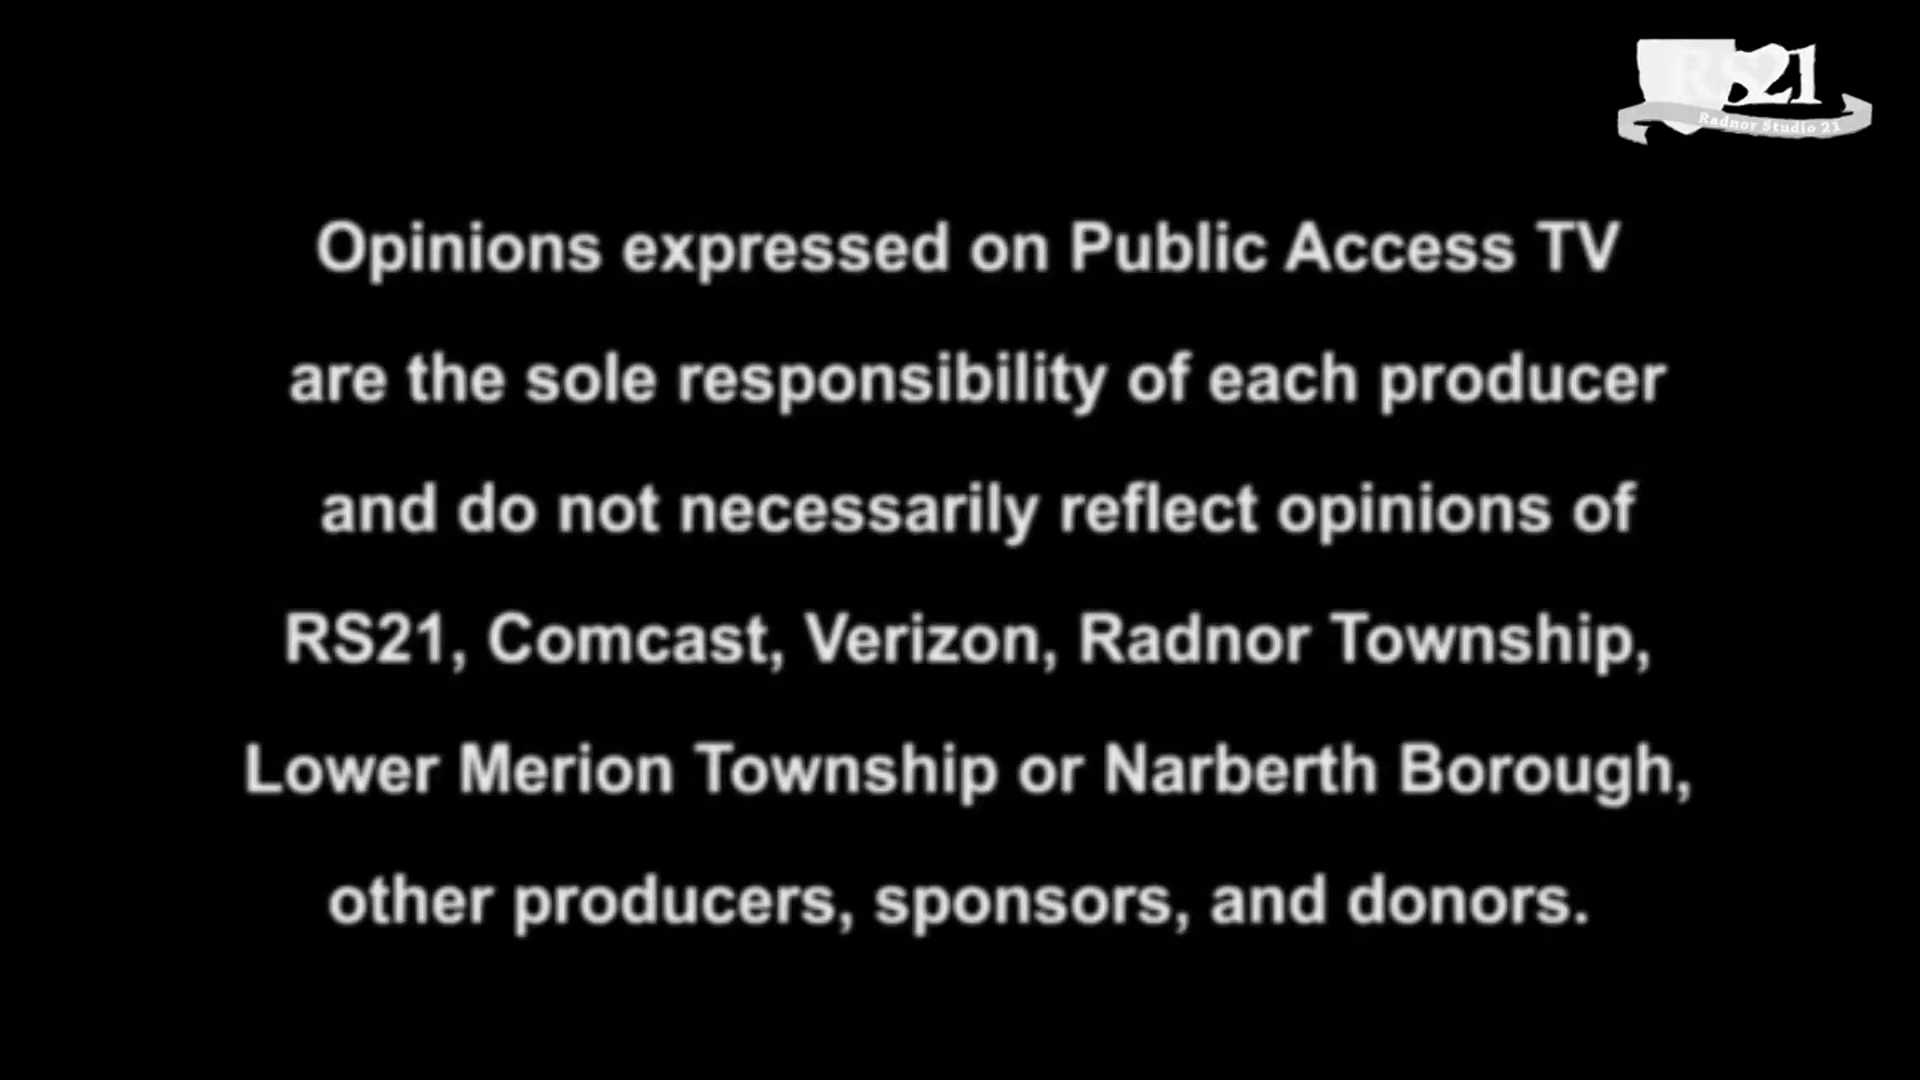 RS21
Radnor Studio 21
Opinions expressed on Public Access TV
are the sole responsibility of each producer
and do not necessarily reflect opinions of
RS21, Comcast, Verizon, Radnor Township,
Lower Merion Township or Narberth Borough,
other producers, sponsors, and donors.